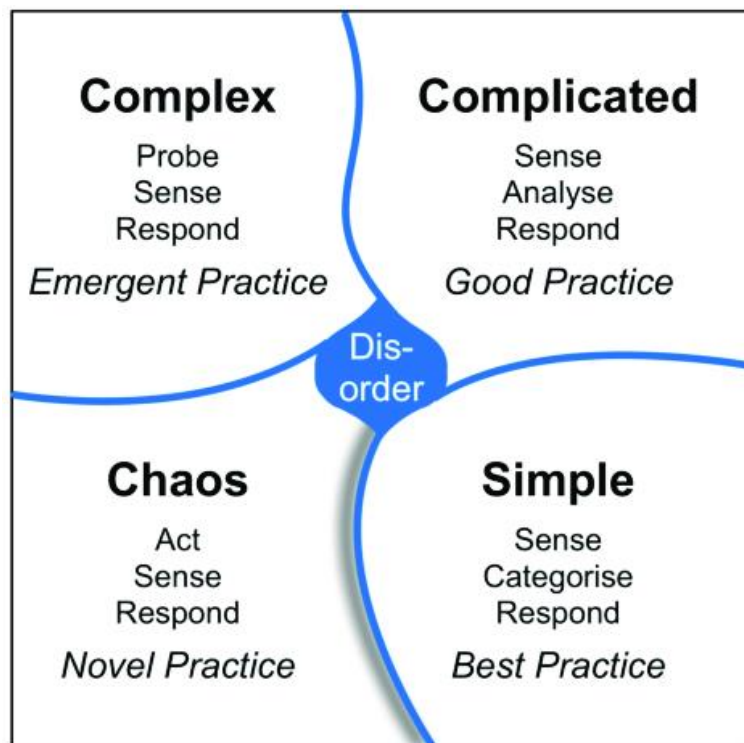 Complex
Probe
Sense
Respond
Emergent Practice
Complicated
Sense
Analyse
Respond
Good Practice
Dis-
order
Chaos
Act
Sense
Respond
Novel Practice
Simple
Sense
Categorise
Respond
Best Practice